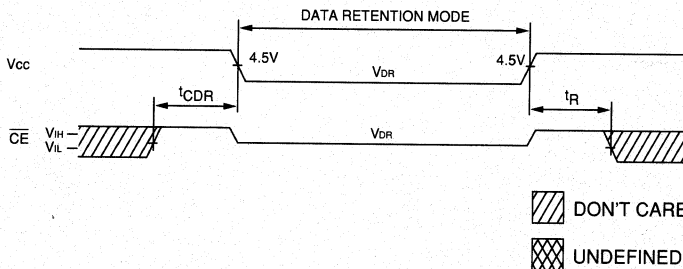 DATA RETENTION MODE
Vcc
4.5V
4.5V
VDR
tCDR
tR
CE
VIH
VIL
VDR
DON'T CARE
UNDEFINED